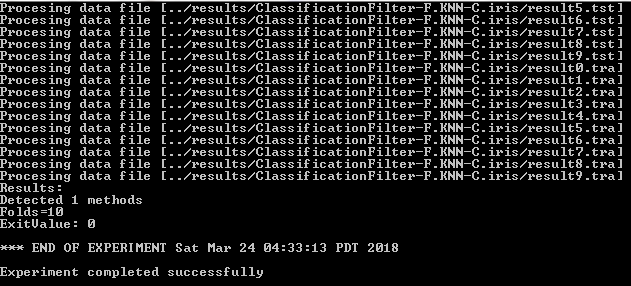 Procesing data file [../results/ClassificationFilter-F.KNN-C.iris/result5.tst]
Procesing data file [../results/ClassificationFilter-F.KNN-C.iris/result6.tst]
Procesing data file [../results/ClassificationFilter-F.KNN-C.iris/result7.tst]
Procesing data file [../results/ClassificationFilter-F.KNN-C.iris/result8.tst]
Procesing data file [../results/ClassificationFilter-F.KNN-C.iris/result9.tst]
Procesing data file [../results/ClassificationFilter-F.KNN-C.iris/result0.tra]
Procesing data file [../results/ClassificationFilter-F.KNN-C.iris/result1.tra]
Procesing data file [../results/ClassificationFilter-F.KNN-C.iris/result2.tra]
Procesing data file [../results/ClassificationFilter-F.KNN-C.iris/result3.tra]
Procesing data file [../results/ClassificationFilter-F.KNN-C.iris/result4.tra]
Procesing data file [../results/ClassificationFilter-F.KNN-C.iris/result5.tra]
Procesing data file [../results/ClassificationFilter-F.KNN-C.iris/result6.tra]
Procesing data file [../results/ClassificationFilter-F.KNN-C.iris/result7.tra]
Procesing data file [../results/ClassificationFilter-F.KNN-C.iris/result8.tra]
Procesing data file [../results/ClassificationFilter-F.KNN-C.iris/result9.tra]
Results:
Detected 1 methods
Folds=10
ExitValue: 0
*** END OF EXPERIMENT Sat Mar 24 04:33:13 PDT 2018
Experiment completed successfully